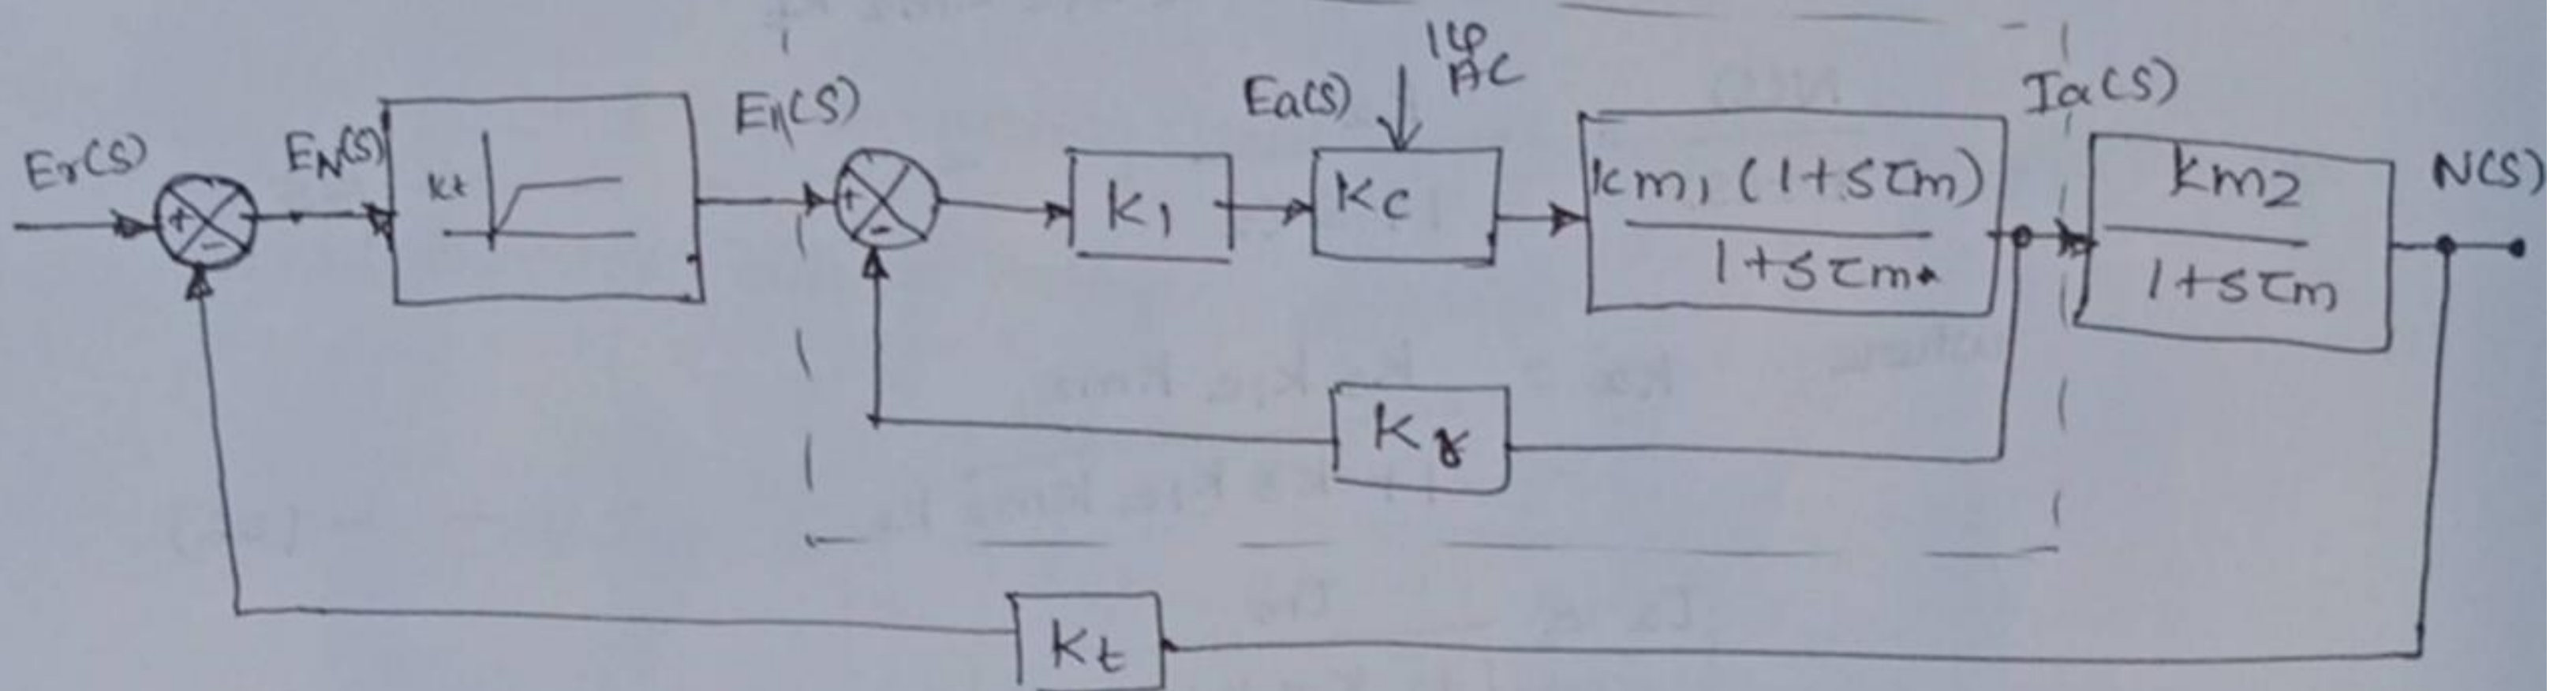 Er(s)
EN(s)
Kt
EI(s)
K1
Ea(s)
1φ
AC
Kc
Km1 (1+sτm)
1+sτm
Ia(s)
Km2
1+sτm
N(s)
Kr
Kt